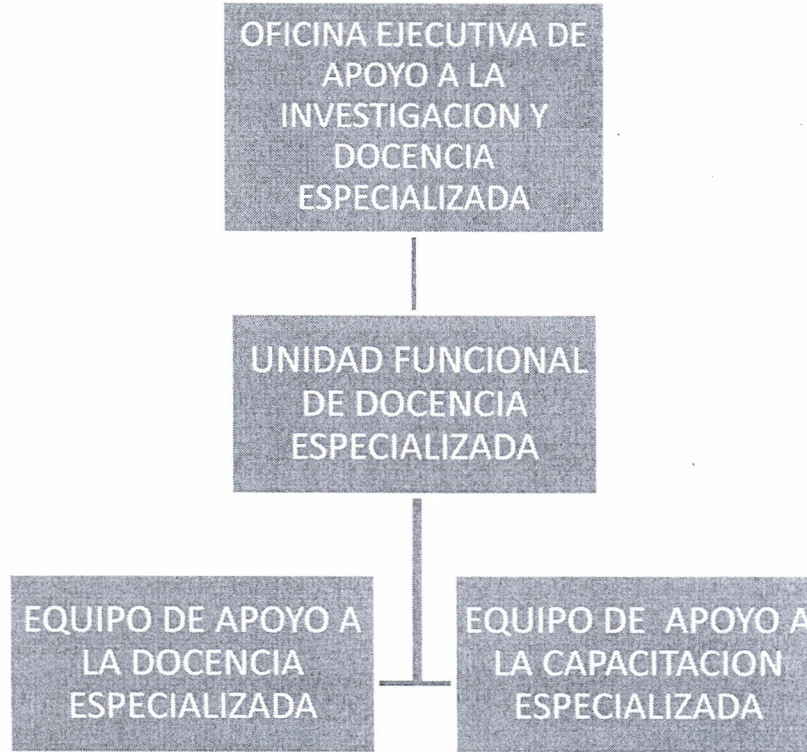 OFICINA EJECUTIVA DE
APOYO A LA
INVESTIGACION Y
DOCENCIA
ESPECIALIZADA
UNIDAD FUNCIONAL
DE DOCENCIA
ESPECIALIZADA
EQUIPO DE APOYO A
LA DOCENCIA
ESPECIALIZADA
EQUIPO DE APOYO A
LA CAPACITACION
ESPECIALIZADA